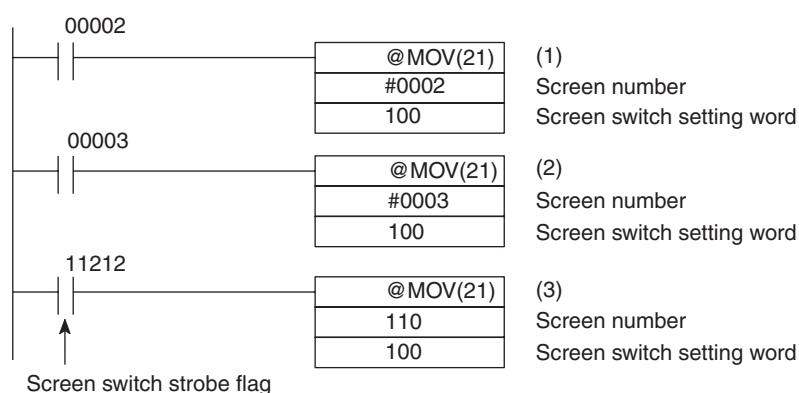 00002
@MOV(21) (1)
#0002 Screen number
100 Screen switch setting word
00003
@MOV(21) (2)
#0003 Screen number
100 Screen switch setting word
11212
@MOV(21) (3)
110 Screen number
100 Screen switch setting word
Screen switch strobe flag